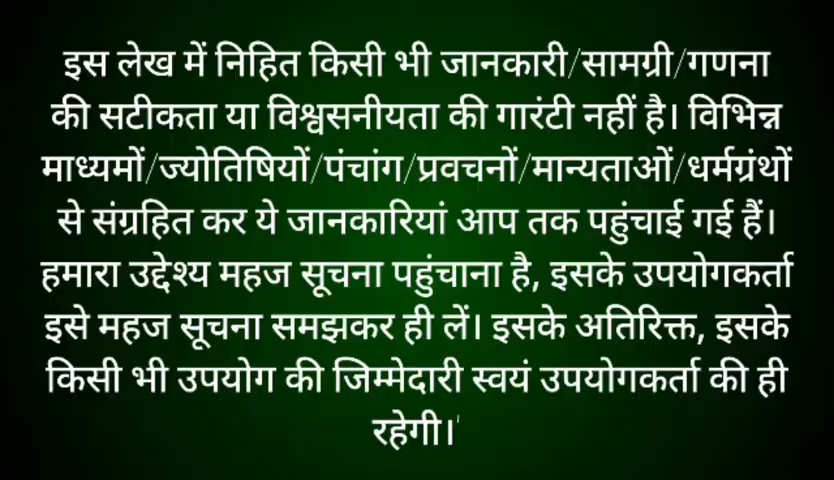 इस लेख में निहित किसी भी जानकारी/सामग्री/गणना
की सटीकता या विश्वसनीयता की गारंटी नहीं है। विभिन्न
माध्यमों/ज्योतिषियों/पंचांग/प्रवचनों/मान्यताओं/धर्मग्रंथों
से संग्रहित कर ये जानकारियां आप तक पहुंचाई गई हैं।
हमारा उद्देश्य महज सूचना पहुंचाना है, इसके उपयोगकर्ता
इसे महज सूचना समझकर ही लें। इसके अतिरिक्त, इसके
किसी भी उपयोग की जिम्मेदारी स्वयं उपयोगकर्ता की ही
रहेगी।'